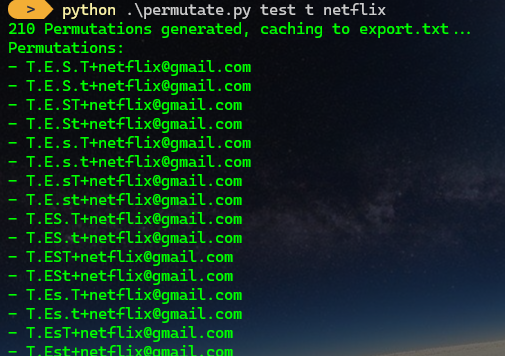 > python .\permutate.py test t netflix
210 Permutations generated, caching to export.txt...
Permutations:
- T.E.S.T+netflix@gmail.com
- T.E.S.t+netflix@gmail.com
- T.E.ST+netflix@gmail.com
- T.E.St+netflix@gmail.com
- T.E.s.T+netflix@gmail.com
- T.E.s.t+netflix@gmail.com
- T.E.sT+netflix@gmail.com
- T.E.st+netflix@gmail.com
- T.ES.T+netflix@gmail.com
- T.ES.t+netflix@gmail.com
- T.EST+netflix@gmail.com
- T.ESt+netflix@gmail.com
- T.Es.T+netflix@gmail.com
- T.Es.t+netflix@gmail.com
- T.EsT+netflix@gmail.com
- T.Est+netflix@gmail.com